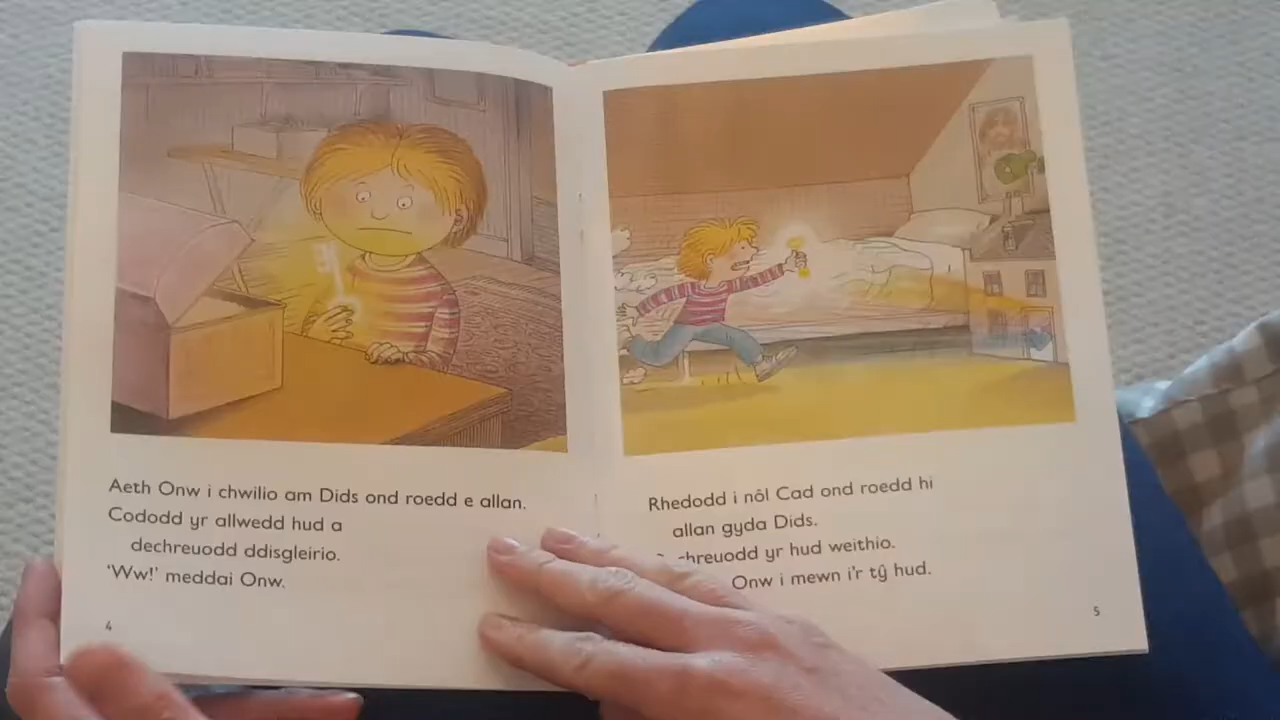 Aeth Onw i chwilio am Dids ond roedd e allan.
Cododd yr allwedd hud a
dechreuodd ddisgleirio.
‘Ww!’ meddai Onw.
4
Rhedodd i nôl Cad ond roedd hi
allan gyda Dids.
yr hud weithio.
Onw i mewn i’r tŷ hud.
5